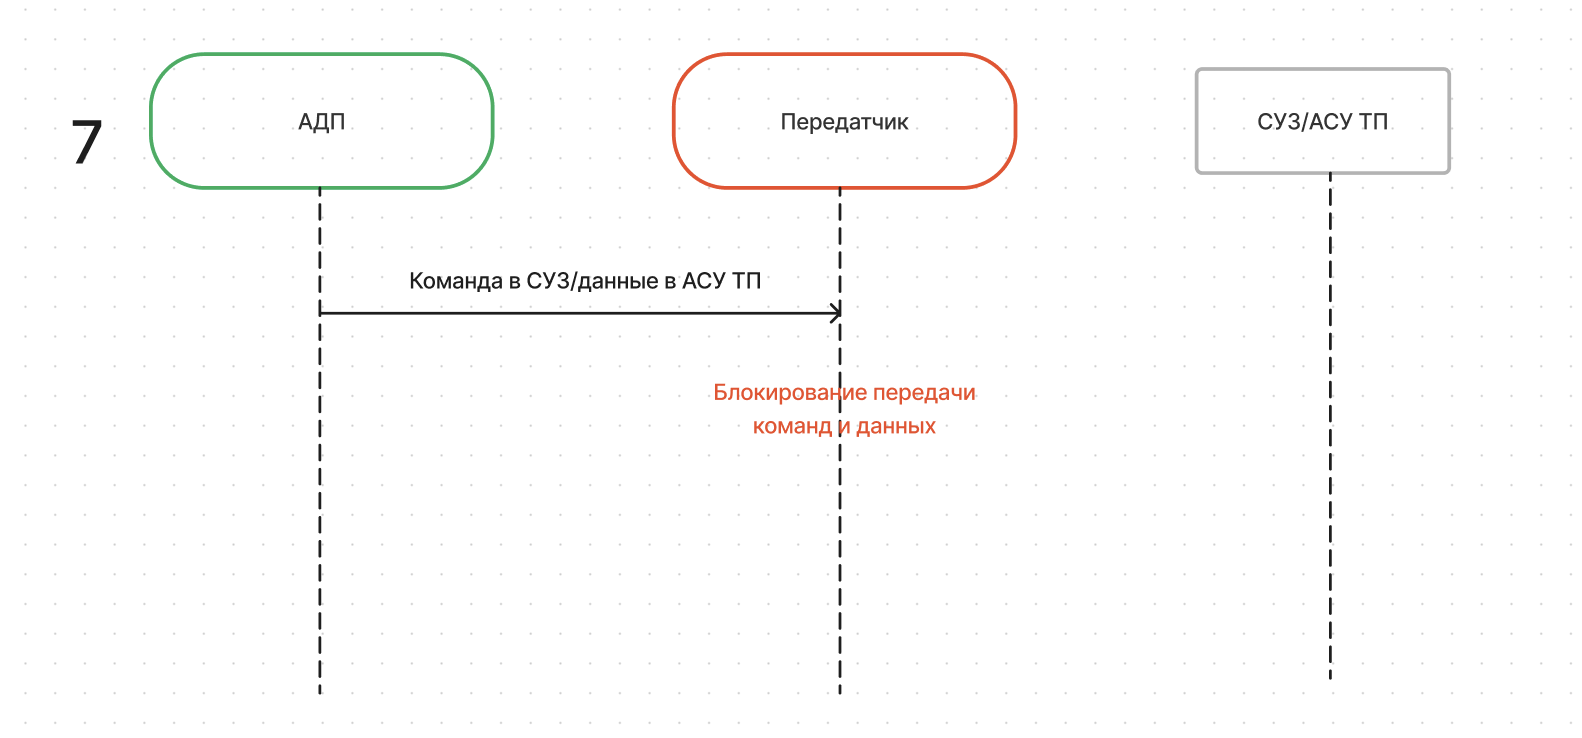 7
АДП
Передатчик
СУЗ/АСУ ТП
Команда в СУЗ/данные в АСУ ТП
Блокирование передачи
команд и данных